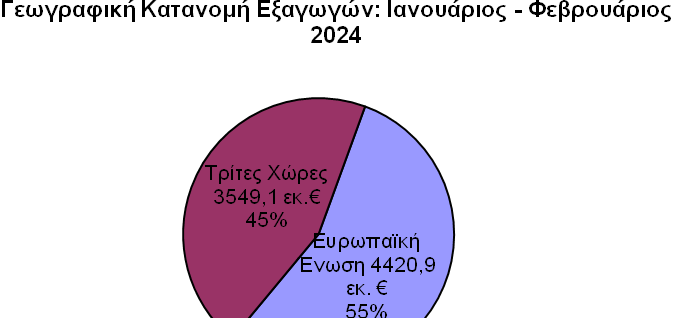 Γεωγραφική Κατανομή Εξαγωγών: Ιανουάριος - Φεβρουάριος
2024
Τρίτες Χώρες
3549,1 εκ.€
45%
Ευρωπαϊκή
Ενωση 4420,9
εκ. €
55%